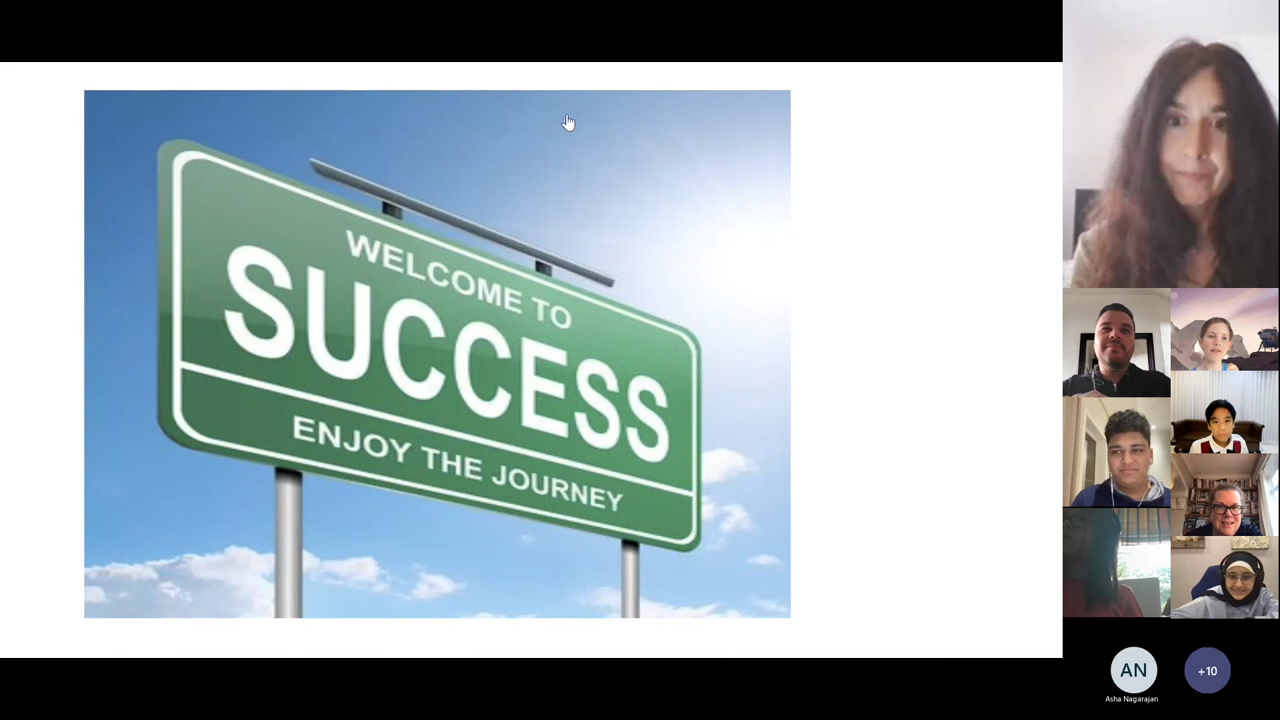 WELCOME TO
SUCCESS
ENJOY THE JOURNEY
AN
Asha Nagarajan
+10